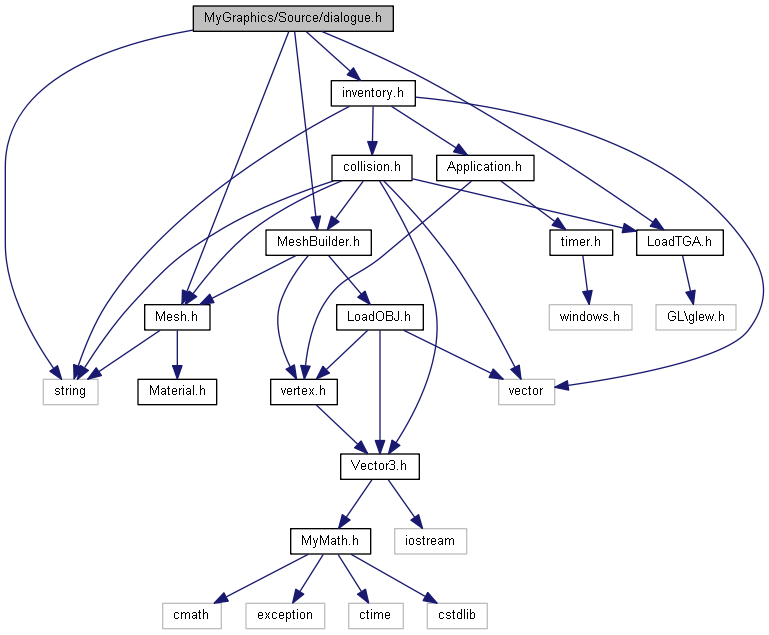 MyGraphics/Source/dialogue.h
inventory.h
collision.h
Application.h
MeshBuilder.h
timer.h
LoadTGA.h
Mesh.h
LoadOBJ.h
windows.h
GL\glew.h
string
Material.h
vertex.h
vector
Vector3.h
MyMath.h
iostream
cmath
exception
ctime
cstdlib